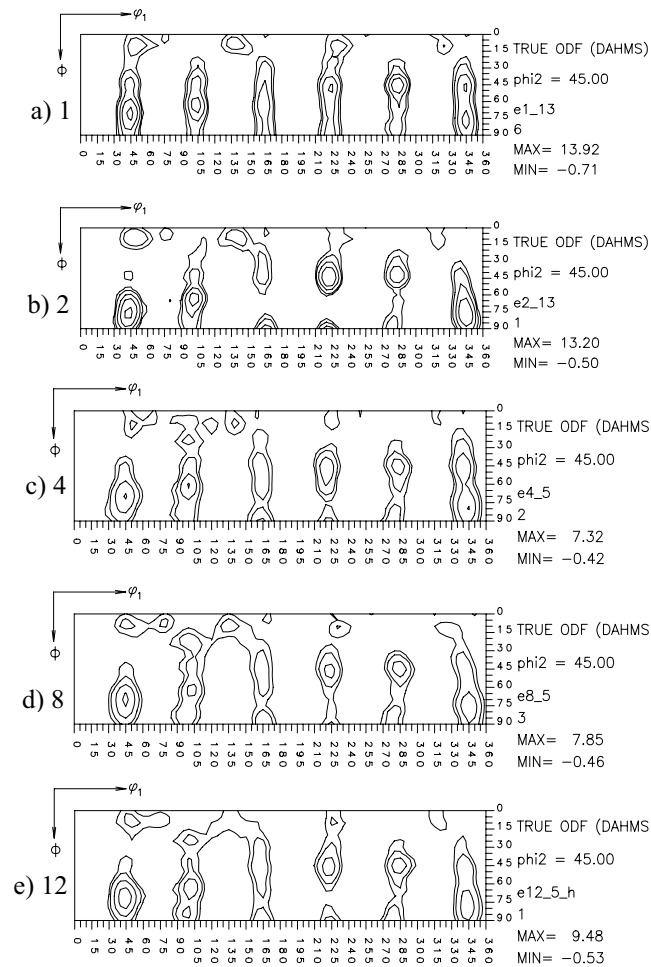 φ₁
Φ
a) 1
0
15
30
45
60
75
90
TRUE ODF (DAHMS)
phi2 = 45.00
e1_13
6
MAX= 13.92
MIN= −0.71
0 15 30 45 60 75 90 105 120 135 150 165 180 195 210 225 240 255 270 285 300 315 330 345 360
φ₁
Φ
b) 2
0
15
30
45
60
75
90
TRUE ODF (DAHMS)
phi2 = 45.00
e2_13
1
MAX= 13.20
MIN= −0.50
0 15 30 45 60 75 90 105 120 135 150 165 180 195 210 225 240 255 270 285 300 315 330 345 360
φ₁
Φ
c) 4
0
15
30
45
60
75
90
TRUE ODF (DAHMS
phi2 = 45.00
e4_5
2
MAX= 7.32
MIN= −0.42
0 15 30 45 60 75 90 105 120 135 150 165 180 195 210 225 240 255 270 285 300 315 330 345 360
φ₁
Φ
d) 8
0
15
30
45
60
75
90
TRUE ODF (DAHMS
phi2 = 45.00
e8_5
3
MAX= 7.85
MIN= −0.46
0 15 30 45 60 75 90 105 120 135 150 165 180 195 210 225 240 255 270 285 300 315 330 345 360
φ₁
Φ
e) 12
0
15
30
45
60
75
90
TRUE ODF (DAHMS
phi2 = 45.00
e12_5_h
1
MAX= 9.48
MIN= −0.53
0 15 30 45 60 75 90 105 120 135 150 165 180 195 210 225 240 255 270 285 300 315 330 345 360